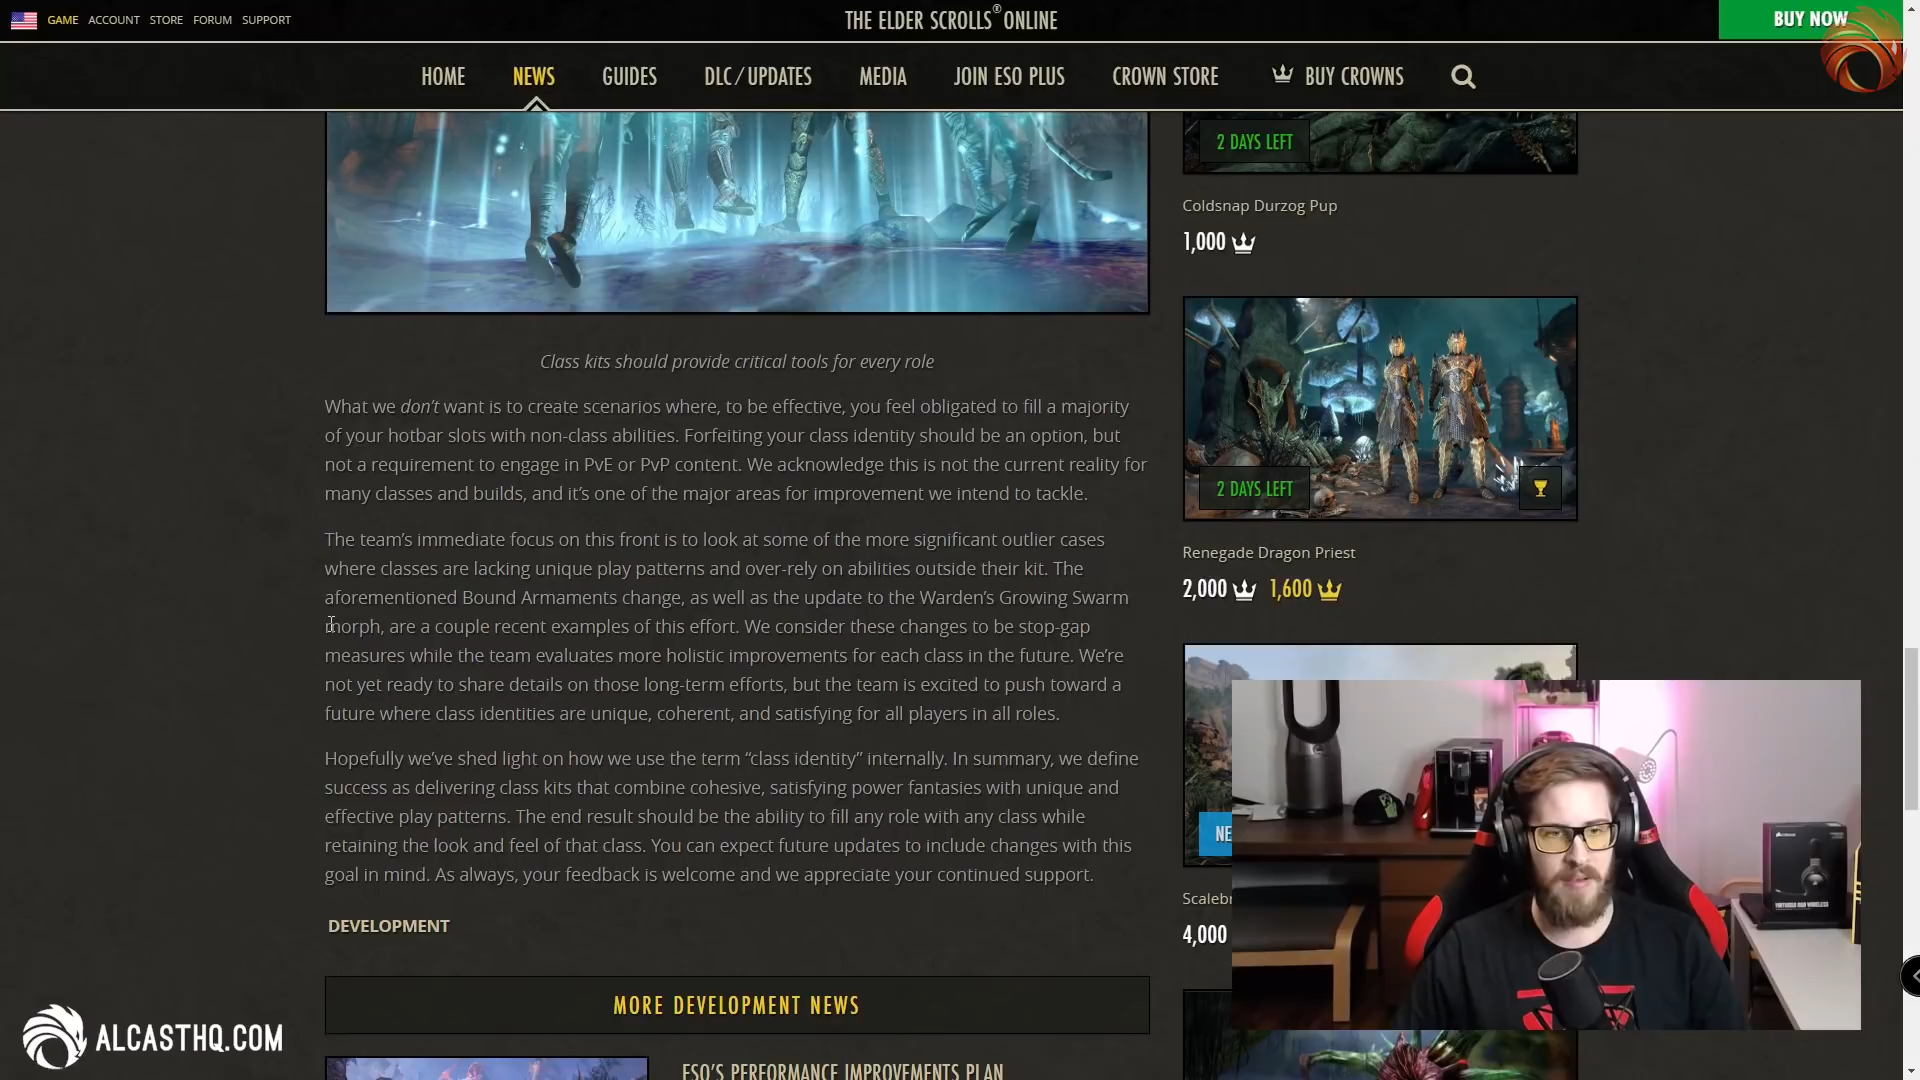 GAME ACCOUNT STORE FORUM SUPPORT
THE ELDER SCROLLS® ONLINE
BUY NOW
HOME NEWS GUIDES DLC/UPDATES MEDIA JOIN ESO PLUS CROWN STORE BUY CROWNS
Class kits should provide critical tools for every role
What we don't want is to create scenarios where, to be effective, you feel obligated to fill a majority
of your hotbar slots with non-class abilities. Forfeiting your class identity should be an option, but
not a requirement to engage in PvE or PvP content. We acknowledge this is not the current reality for
many classes and builds, and it's one of the major areas for improvement we intend to tackle.
The team's immediate focus on this front is to look at some of the more significant outlier cases
where classes are lacking unique play patterns and over-rely on abilities outside their kit. The
aforementioned Bound Armaments change, as well as the update to the Warden's Growing Swarm
morph, are a couple recent examples of this effort. We consider these changes to be stop-gap
measures while the team evaluates more holistic improvements for each class in the future. We're
not yet ready to share details on those long-term efforts, but the team is excited to push toward a
future where class identities are unique, coherent, and satisfying for all players in all roles.
Hopefully we've shed light on how we use the term “class identity” internally. In summary, we define
success as delivering class kits that combine cohesive, satisfying power fantasies with unique and
effective play patterns. The end result should be the ability to fill any role with any class while
retaining the look and feel of that class. You can expect future updates to include changes with this
goal in mind. As always, your feedback is welcome and we appreciate your continued support.
DEVELOPMENT
MORE DEVELOPMENT NEWS
ESO'S PERFORMANCE IMPROVEMENTS PLAN
2 DAYS LEFT
Coldsnap Durzog Pup
1,000
2 DAYS LEFT
Renegade Dragon Priest
2,000 1,600
NE
Scalebr
4,000
ALCASTHQ.COM